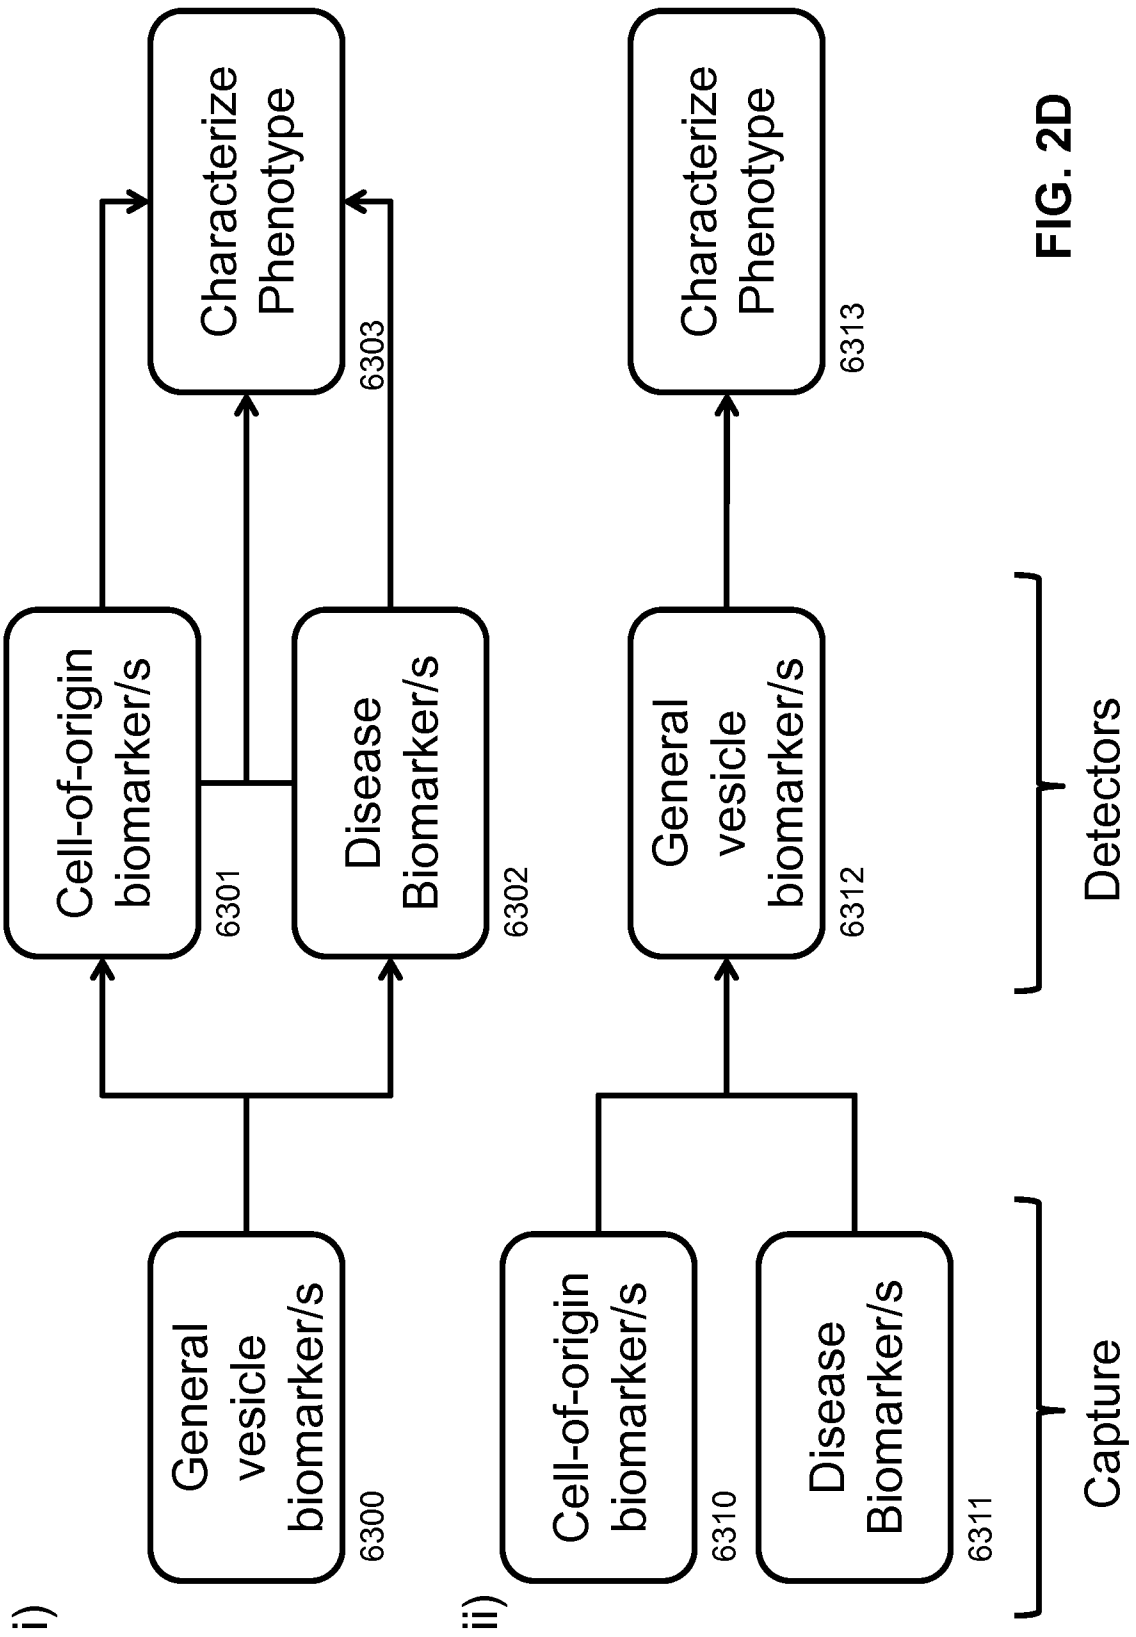 i)
General
vesicle
biomarker/s
6300
Cell-of-origin
biomarker/s
6301
Disease
Biomarker/s
6302
Characterize
Phenotype
6303
ii)
Cell-of-origin
biomarker/s
6310
Disease
Biomarker/s
6311
General
vesicle
biomarker/s
6312
Characterize
Phenotype
6313
Capture
Detectors
FIG. 2D